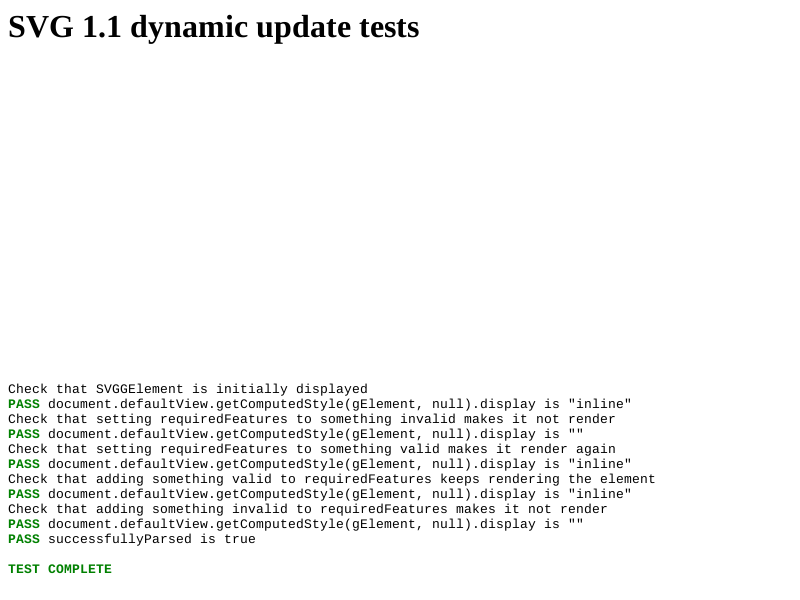 SVG 1.1 dynamic update tests
Check that SVGGElement is initially displayed
PASS document.defaultView.getComputedStyle(gElement, null).display is "inline"
Check that setting requiredFeatures to something invalid makes it not render
PASS document.defaultView.getComputedStyle(gElement, null).display is ""
Check that setting requiredFeatures to something valid makes it render again
PASS document.defaultView.getComputedStyle(gElement, null).display is "inline"
Check that adding something valid to requiredFeatures keeps rendering the element
PASS document.defaultView.getComputedStyle(gElement, null).display is "inline"
Check that adding something invalid to requiredFeatures makes it not render
PASS document.defaultView.getComputedStyle(gElement, null).display is ""
PASS successfullyParsed is true
TEST COMPLETE